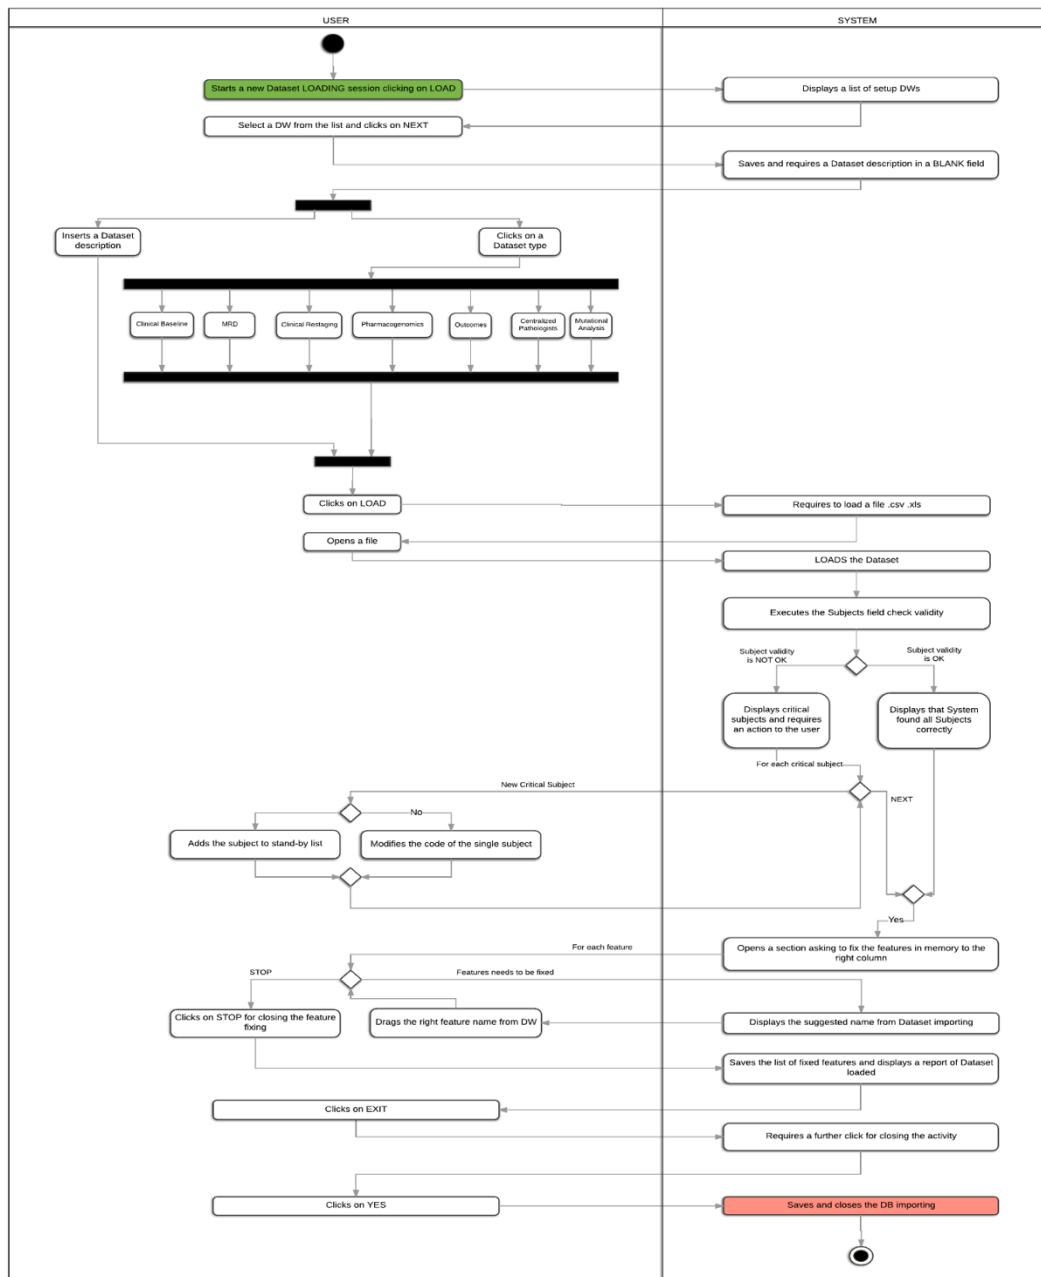 USER
SYSTEM
Starts a new Dataset LOADING session clicking on LOAD
Displays a list of setup DWs
Select a DW from the list and clicks on NEXT
Saves and requires a Dataset description in a BLANK field
Inserts a Dataset
description
Clicks on a
Dataset type
Clinical Baseline
MRD
Clinical Restaging
Pharmacogenomics
Outcomes
Centralized
Pathologists
Mutational
Analysis
Clicks on LOAD
Requires to load a file .csv .xls
Opens a file
LOADS the Dataset
Executes the Subjects field check validity
Subject validity
is NOT OK
Subject validity
is OK
Displays critical
subjects and requires
an action to the user
Displays that System
found all Subjects
correctly
For each critical subject
New Critical Subject
NEXT
No
Adds the subject to stand-by list
Modifies the code of the single subject
Yes
Opens a section asking to fix the features in memory to the
right column
For each feature
STOP
Features needs to be fixed
Clicks on STOP for closing the feature
fixing
Drags the right feature name from DW
Displays the suggested name from Dataset importing
Saves the list of fixed features and displays a report of Dataset
loaded
Clicks on EXIT
Requires a further click for closing the activity
Clicks on YES
Saves and closes the DB importing